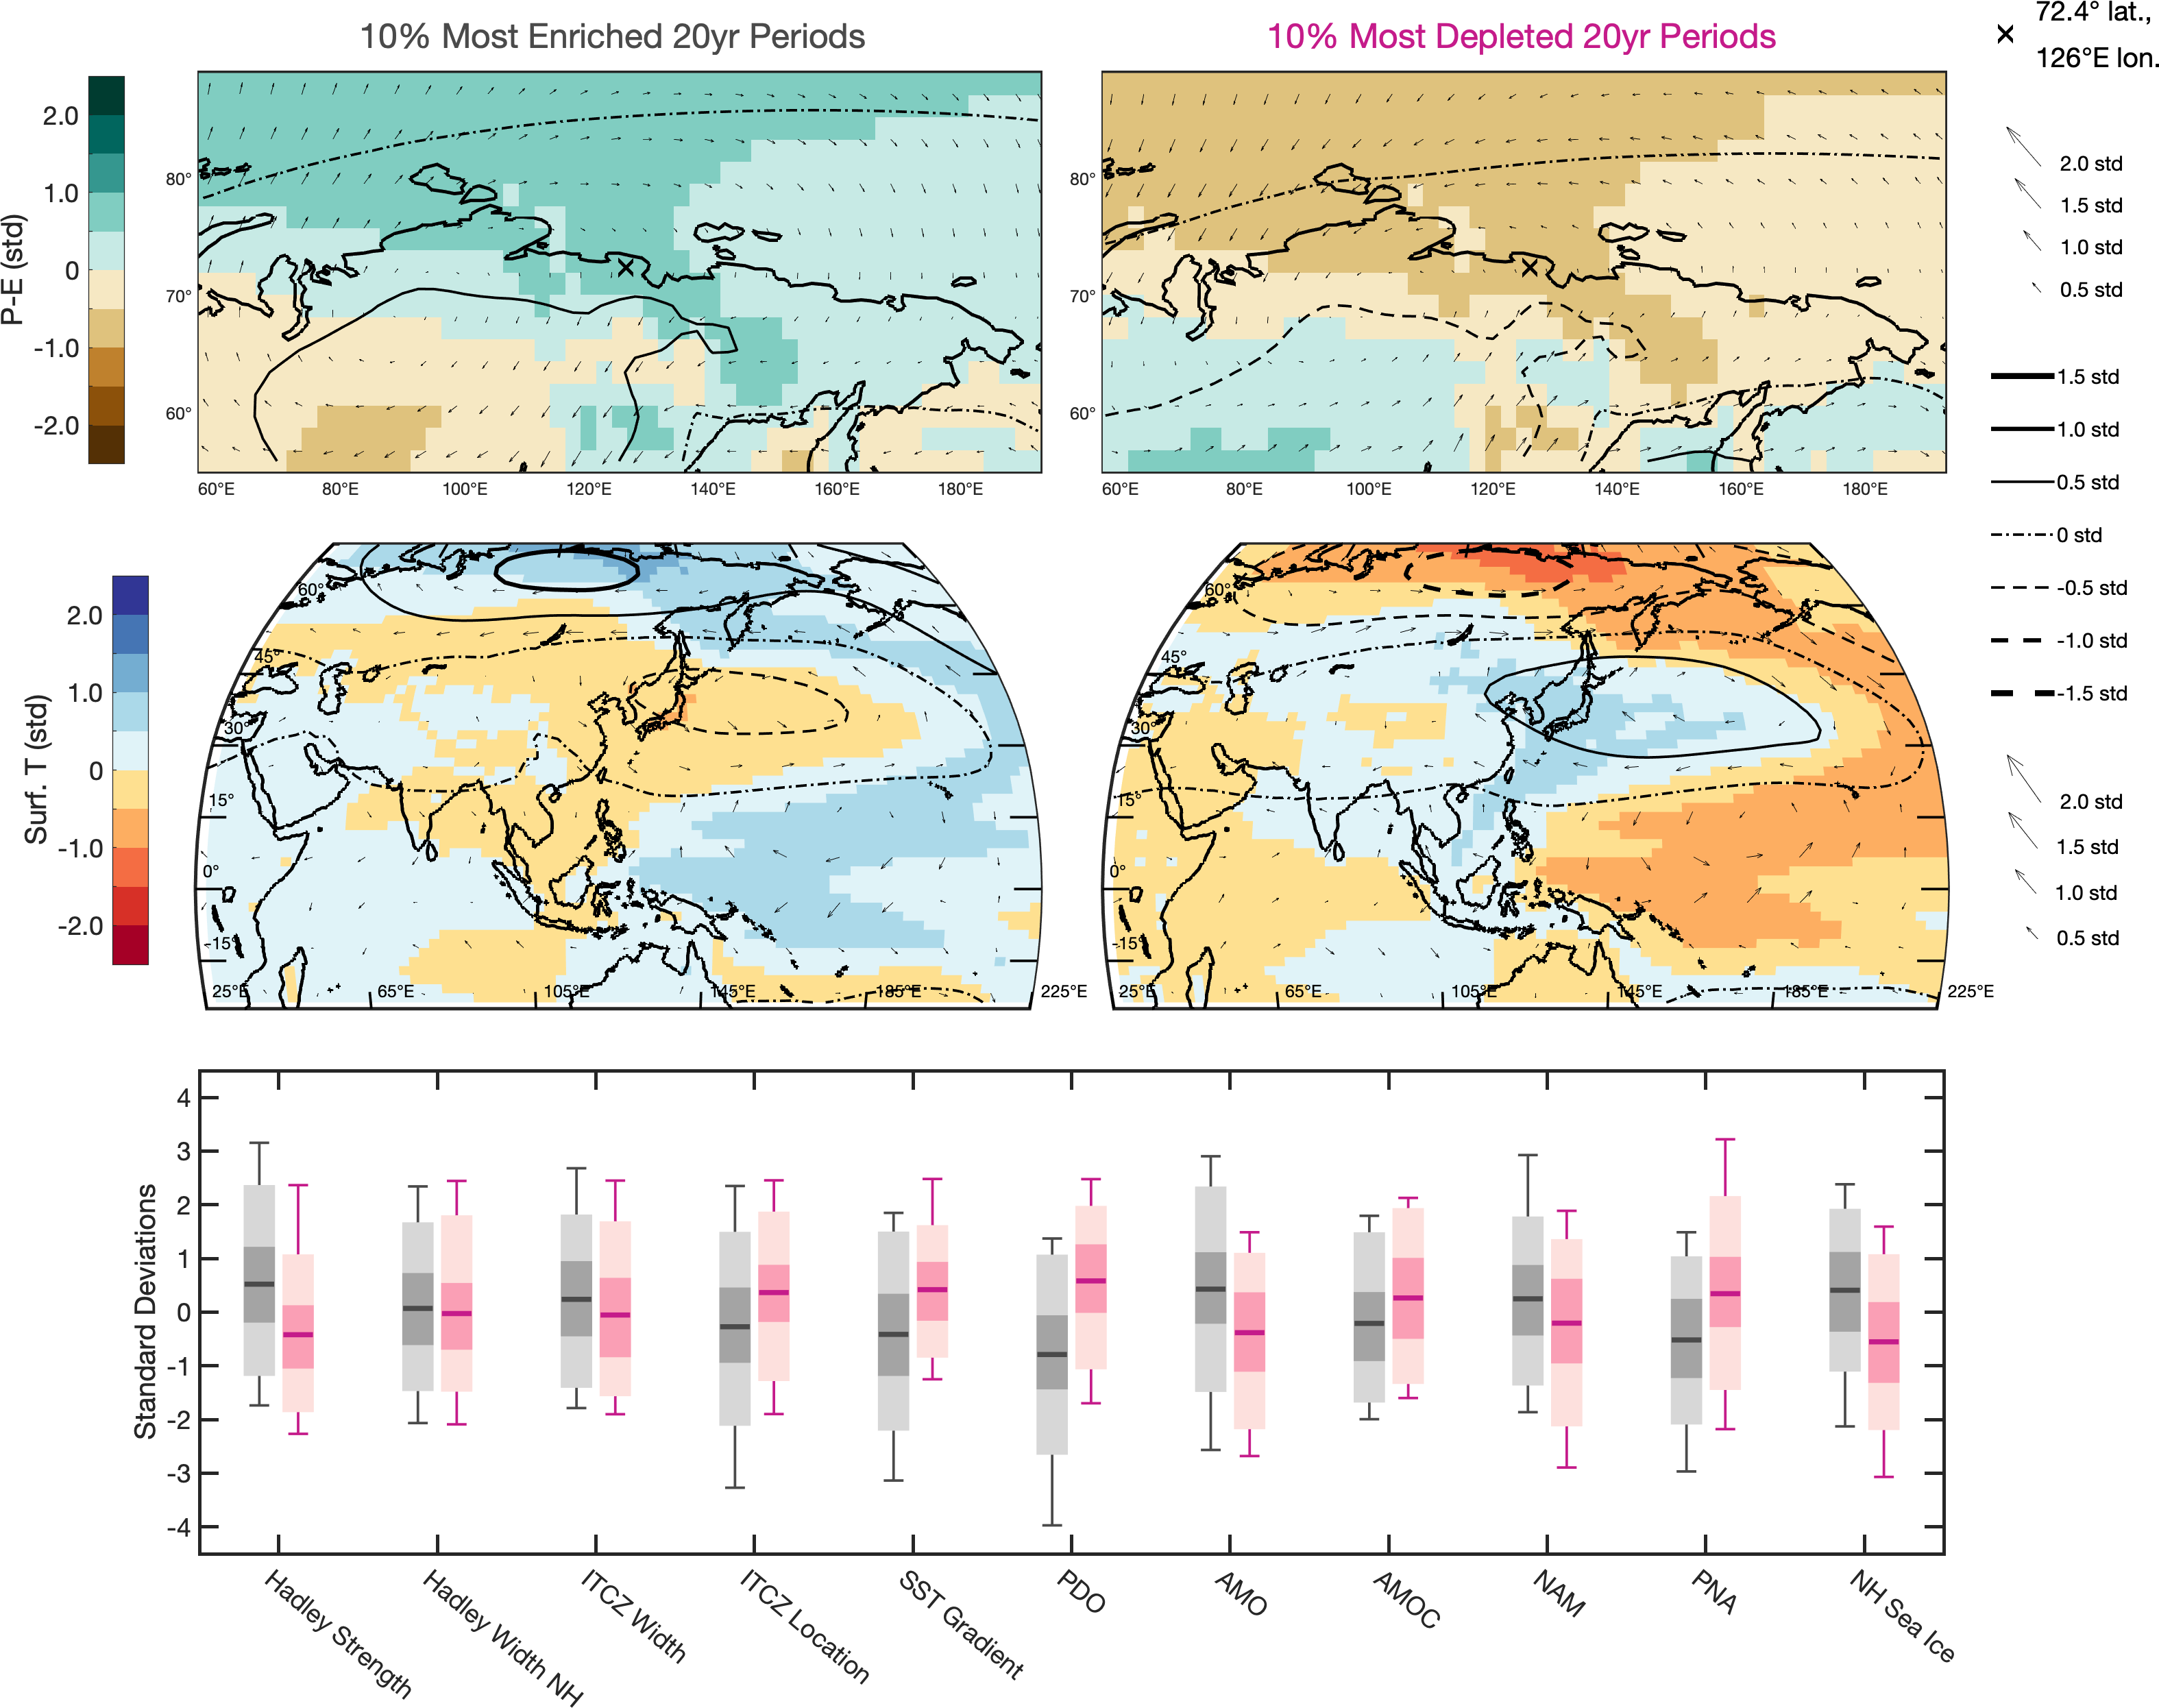 10% Most Enriched 20yr Periods
10% Most Depleted 20yr Periods
72.4° lat.,
126°E lon.
P-E (std)
2.0
1.0
0
-1.0
-2.0
80°
70°
60°
60°E 80°E 100°E 120°E 140°E 160°E 180°E
80°
70°
60°
60°E 80°E 100°E 120°E 140°E 160°E 180°E
2.0 std
1.5 std
1.0 std
0.5 std
1.5 std
1.0 std
0.5 std
0 std
-0.5 std
-1.0 std
-1.5 std
Surf. T (std)
2.0
1.0
0
-1.0
-2.0
60°
45°
30°
15°
0°
-15°
25°E 65°E 105°E 145°E 185°E 225°E
60°
45°
30°
15°
0°
-15°
25°E 65°E 105°E 145°E 185°E 225°E
2.0 std
1.5 std
1.0 std
0.5 std
Standard Deviations
4
3
2
1
0
-1
-2
-3
-4
Hadley Strength
Hadley Width NH
ITCZ Width
ITCZ Location
SST Gradient
PDO
AMO
AMOC
NAM
PNA
NH Sea Ice